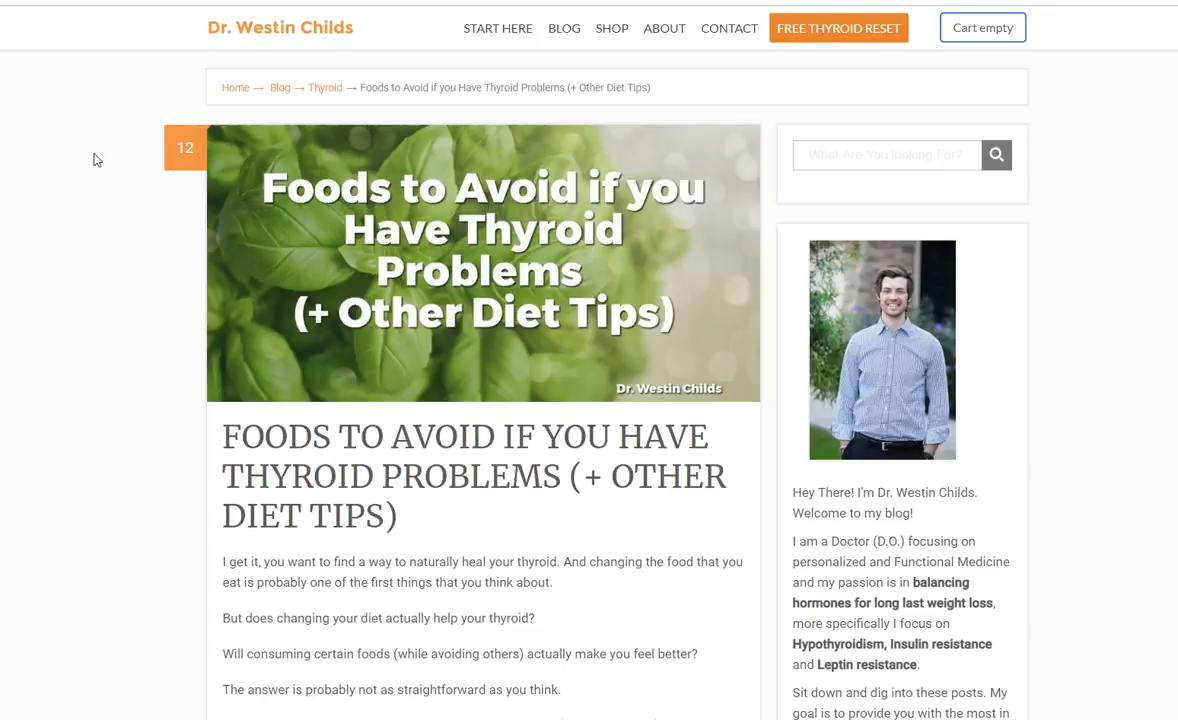 Dr. Westin Childs
START HERE BLOG SHOP ABOUT CONTACT FREE THYROID RESET Cart empty
Home → Blog → Thyroid → Foods to Avoid if you Have Thyroid Problems (+ Other Diet Tips)
12
Foods to Avoid if you
Have Thyroid
Problems
(+ Other Diet Tips)
Dr. Westin Childs
FOODS TO AVOID IF YOU HAVE
THYROID PROBLEMS (+ OTHER
DIET TIPS)
I get it, you want to find a way to naturally heal your thyroid. And changing the food that you
eat is probably one of the first things that you think about.
But does changing your diet actually help your thyroid?
Will consuming certain foods (while avoiding others) actually make you feel better?
The answer is probably not as straightforward as you think.
What Are You looking For?
Hey There! I'm Dr. Westin Childs.
Welcome to my blog!
I am a Doctor (D.O.) focusing on
personalized and Functional Medicine
and my passion is in balancing
hormones for long last weight loss,
more specifically I focus on
Hypothyroidism, Insulin resistance
and Leptin resistance.
Sit down and dig into these posts. My
goal is to provide you with the most in